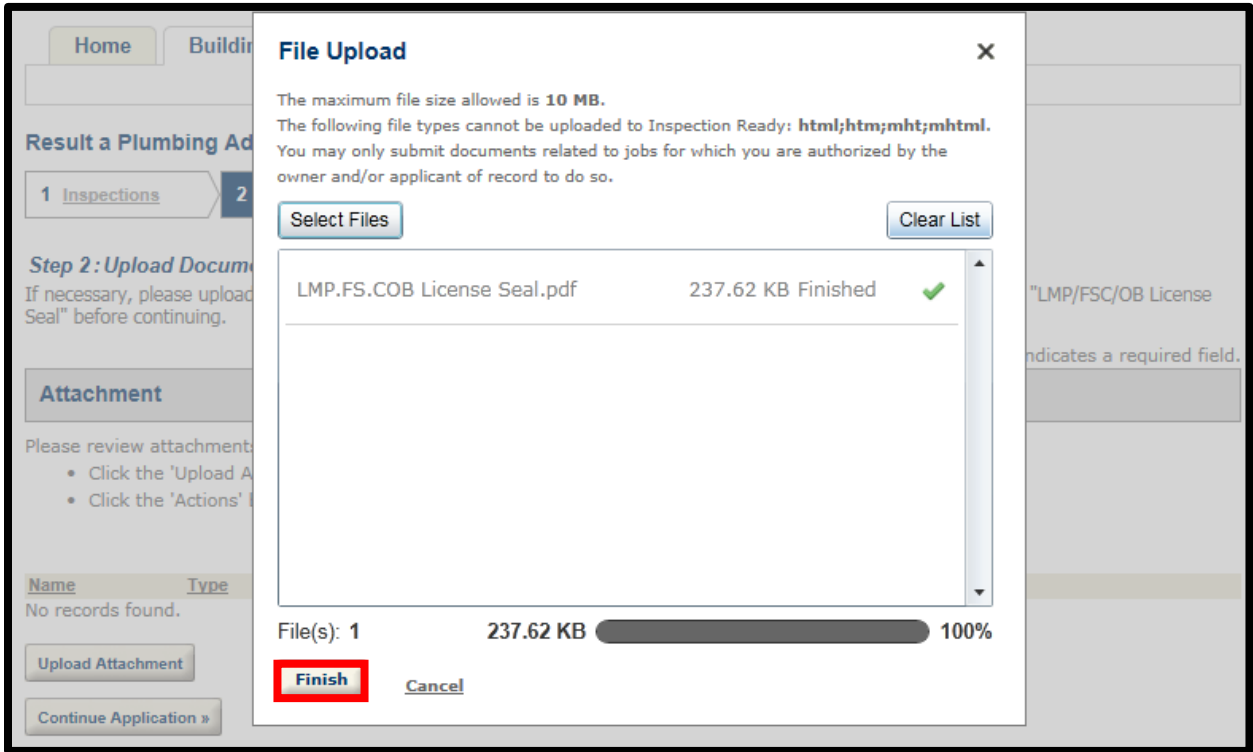 Home
Buildin
File Upload
The maximum file size allowed is 10 MB.
The following file types cannot be uploaded to Inspection Ready: html;htm;mht;mhtml.
You may only submit documents related to jobs for which you are authorized by the
owner and/or applicant of record to do so.
Select Files
Clear List
LMP.FS.COB License Seal.pdf 237.62 KB Finished
File(s): 1 237.62 KB 100%
Finish Cancel
Result a Plumbing Ad
1 Inspections 2
Step 2: Upload Docume
If necessary, please upload "LMP/FSC/OB License
Seal" before continuing.
ndicates a required field.
Attachment
Please review attachments
• Click the 'Upload A
• Click the 'Actions'
Name Type
No records found.
Upload Attachment
Continue Application »